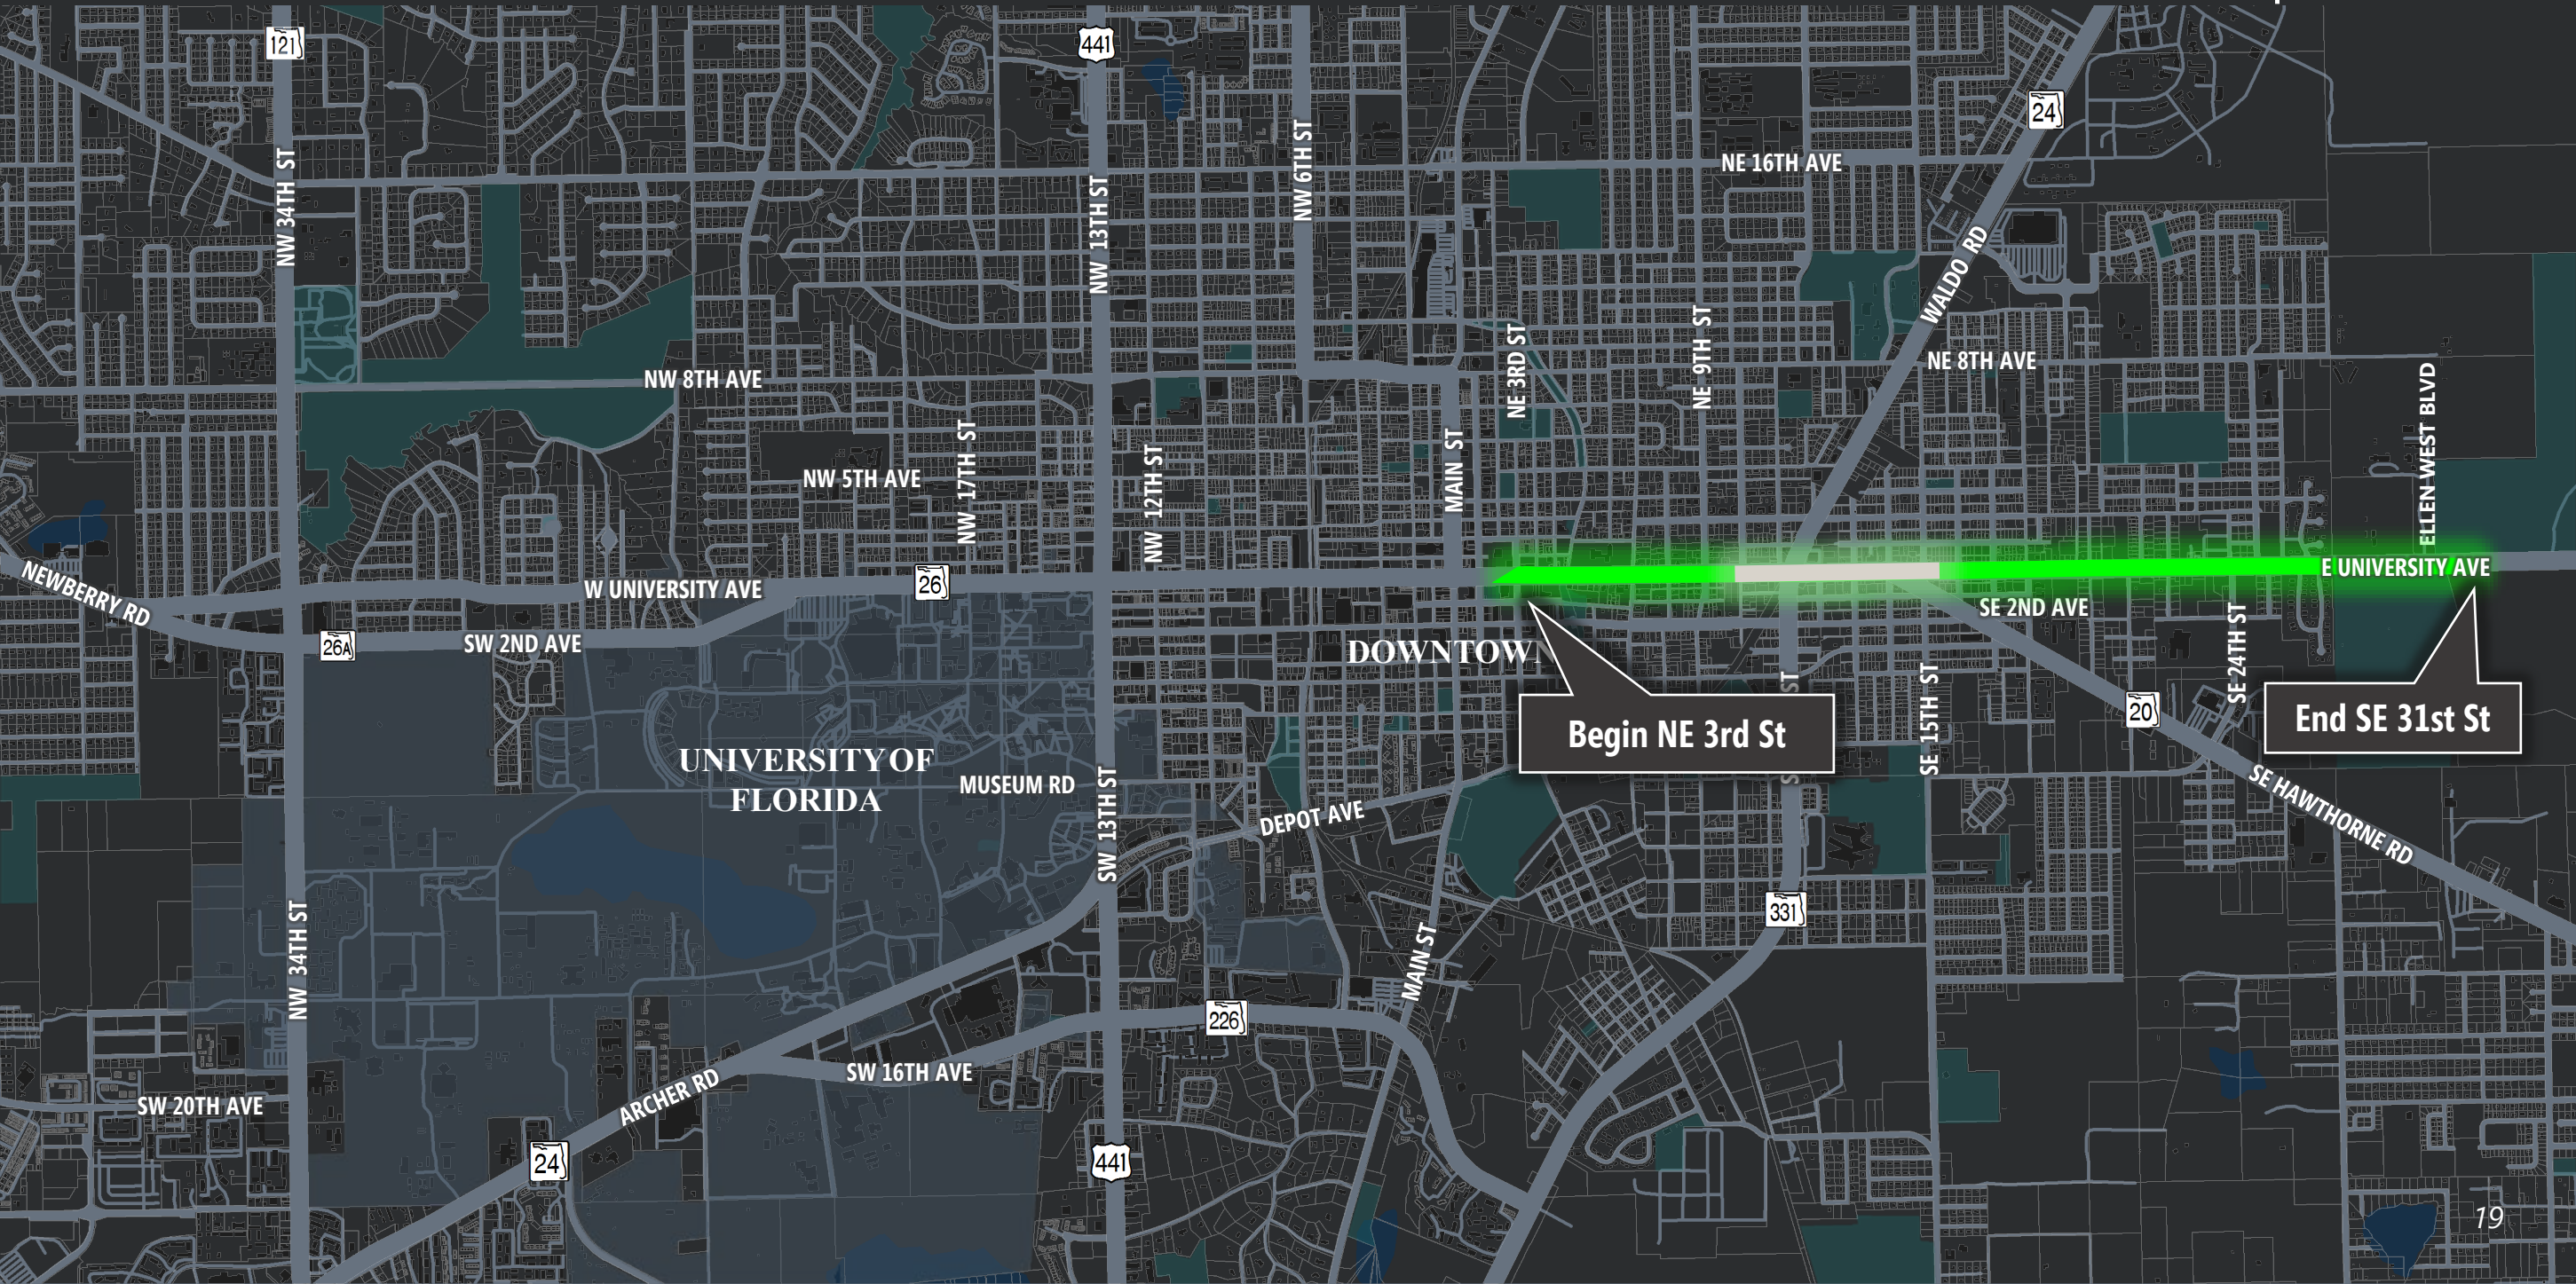 121
441
24
NW 34TH ST
NW 13TH ST
NW 6TH ST
NE 16TH AVE
WALDO RD
NE 3RD ST
NE 9TH ST
NE 8TH AVE
NW 8TH AVE
ELLEN WEST BLVD
NW 5TH AVE
NW 17TH ST
NW 12TH ST
MAIN ST
NEWBERRY RD
W UNIVERSITY AVE
26
E UNIVERSITY AVE
SE 2ND AVE
26A
SW 2ND AVE
DOWNTOWN
SE 24TH ST
SE 15TH ST
ST
20
Begin NE 3rd St
End SE 31st St
UNIVERSITY OF
FLORIDA
MUSEUM RD
SW 13TH ST
DEPOT AVE
SE HAWTHORNE RD
NW 34TH ST
331
MAIN ST
226
SW 16TH AVE
ARCHER RD
SW 20TH AVE
24
441
19